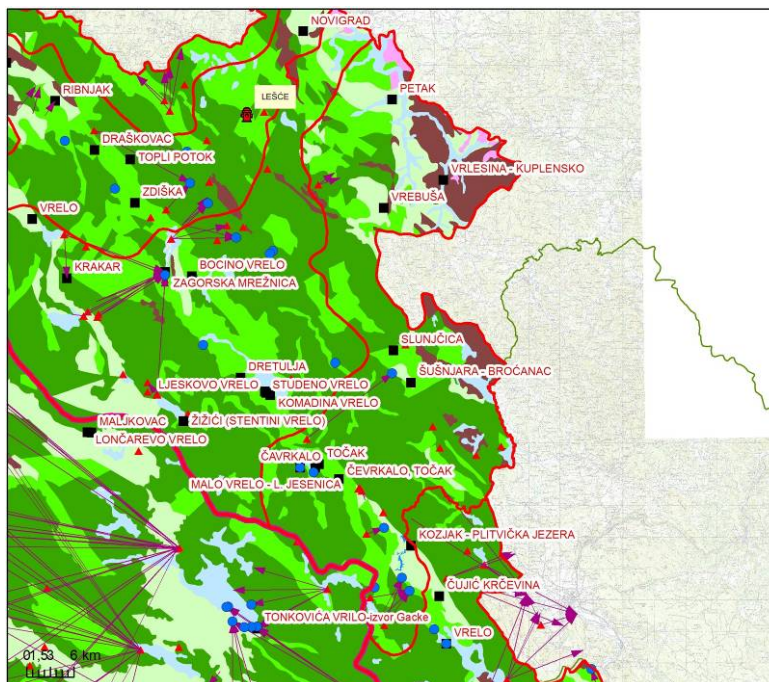 NOVIGRAD
RIBNJAK
LEŠĆE
PETAK
DRAŠKOVAC
TOPLI POTOK
VRLESINA - KUPLENSKO
ZDIŠKA
VREBUŠA
VRELO
BOCINO VRELO
KRAKAR
ZAGORSKA MREŽNICA
SLUNJČICA
DRETULJA
ŠUŠNJARA - BROĆANAC
LJESKOVO VRELO
STUDENO VRELO
KOMADINA VRELO
MALJKOVAC
ŽIŽIĆI (STENTINI VRELO)
LONČAREVO VRELO
TOČAK
ČAVRKALO
ČEVRKALO, TOČAK
MALO VRELO - L. JESENICA
KOZJAK - PLITVIČKA JEZERA
ČUJIĆ KRČEVINA
TONKOVIĆA VRILO-izvor Gacke
VRELO
01,53 6 km